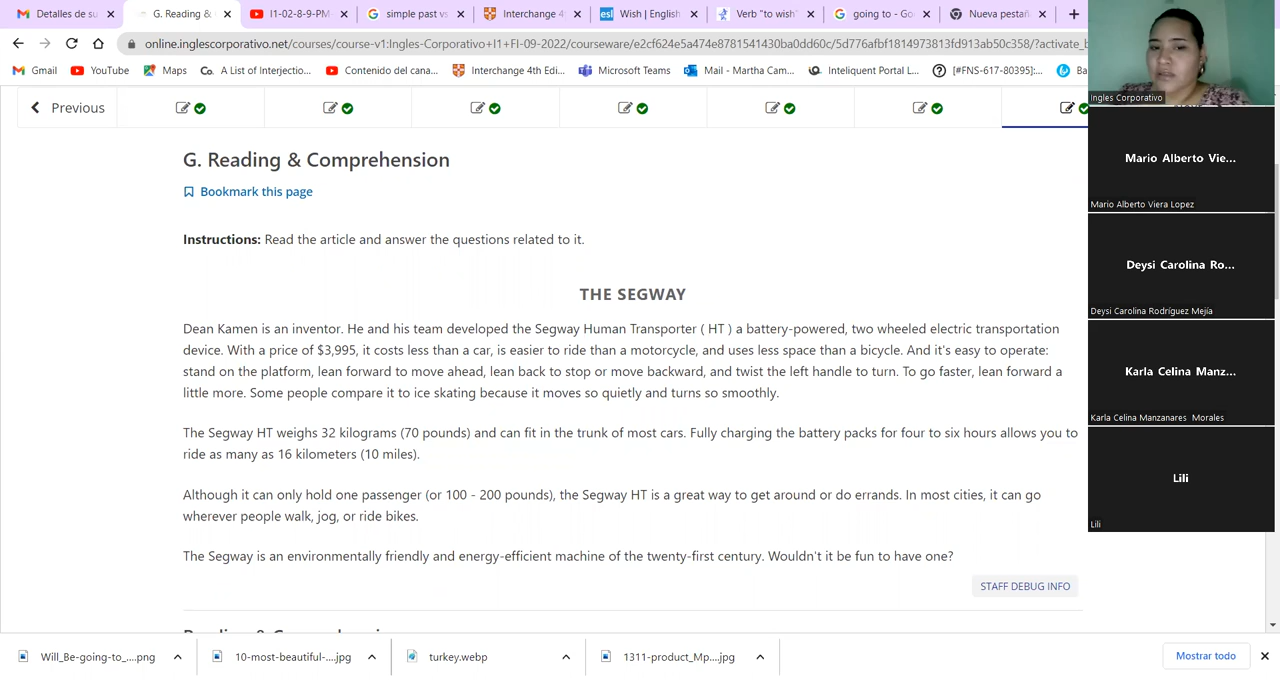 Detalles de su
G. Reading &
I1-02-8-9-PM-
simple past vs
Interchange 4t
Wish | English
Verb "to wish"
going to - Go
Nueva pestañ
online.inglescorporativo.net/courses/course-v1:Ingles-Corporativo+I1+FI-09-2022/courseware/e2cf624e5a474e8781541430ba0dd60c/5d776afbf1814973813fd913ab50c358/?activate_b
Gmail
YouTube
Maps
A List of Interjectio...
Contenido del cana...
Interchange 4th Edi...
Microsoft Teams
Mail - Martha Cam...
Inteliquent Portal L...
[#FNS-617-80395]:...
Ba
Previous
G. Reading & Comprehension
Bookmark this page
Instructions: Read the article and answer the questions related to it.
THE SEGWAY
Dean Kamen is an inventor. He and his team developed the Segway Human Transporter ( HT ) a battery-powered, two wheeled electric transportation
device. With a price of $3,995, it costs less than a car, is easier to ride than a motorcycle, and uses less space than a bicycle. And it's easy to operate:
stand on the platform, lean forward to move ahead, lean back to stop or move backward, and twist the left handle to turn. To go faster, lean forward a
little more. Some people compare it to ice skating because it moves so quietly and turns so smoothly.
The Segway HT weighs 32 kilograms (70 pounds) and can fit in the trunk of most cars. Fully charging the battery packs for four to six hours allows you to
ride as many as 16 kilometers (10 miles).
Although it can only hold one passenger (or 100 - 200 pounds), the Segway HT is a great way to get around or do errands. In most cities, it can go
wherever people walk, jog, or ride bikes.
The Segway is an environmentally friendly and energy-efficient machine of the twenty-first century. Wouldn't it be fun to have one?
STAFF DEBUG INFO
Ingles Corporativo
Mario Alberto Vie...
Mario Alberto Viera Lopez
Deysi Carolina Ro...
Deysi Carolina Rodríguez Mejía
Karla Celina Manz...
Karla Celina Manzanares Morales
Lili
Lili
Will_Be-going-to_....png
10-most-beautiful-....jpg
turkey.webp
1311-product_Mp....jpg
Mostrar todo